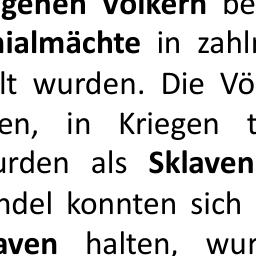 genen Völkern be
nialmächte in zahlr
lt wurden. Die Vö
en, in Kriegen t
urden als Sklaven
ndel konnten sich
aven halten, wur